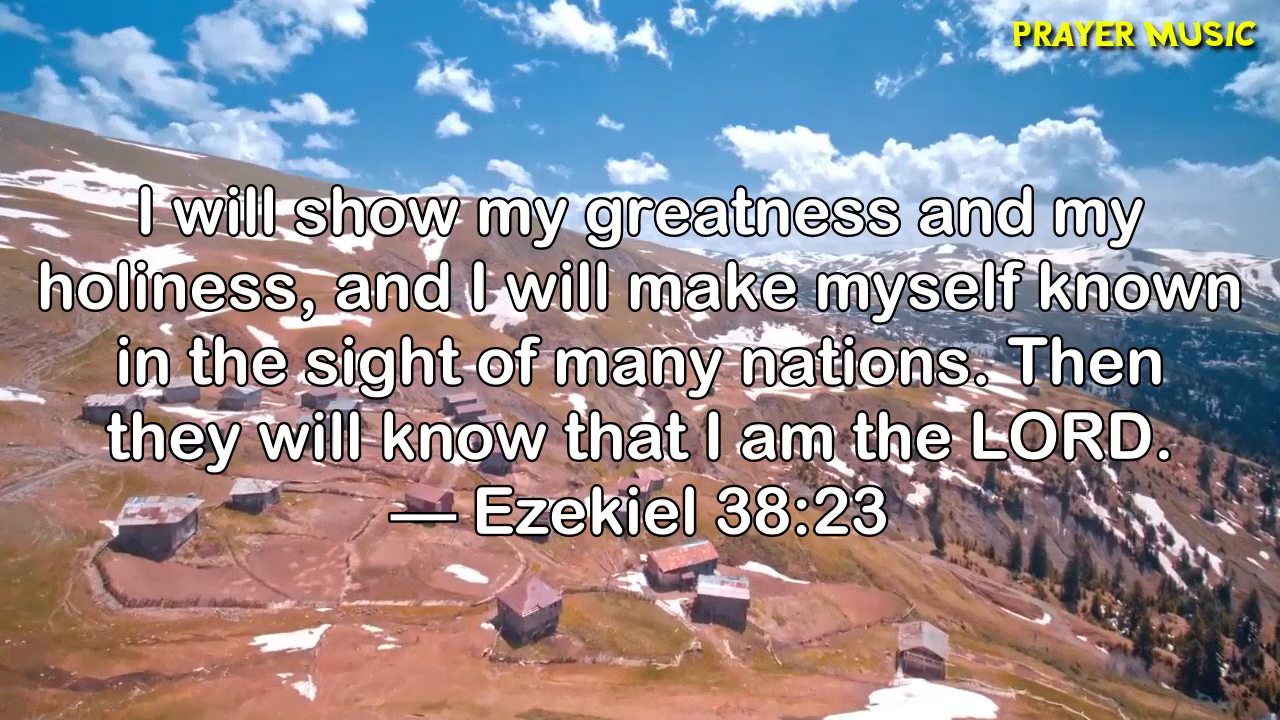 PRAYER MUSIC
I will show my greatness and my
holiness, and I will make myself known
in the sight of many nations. Then
they will know that I am the LORD.
— Ezekiel 38:23